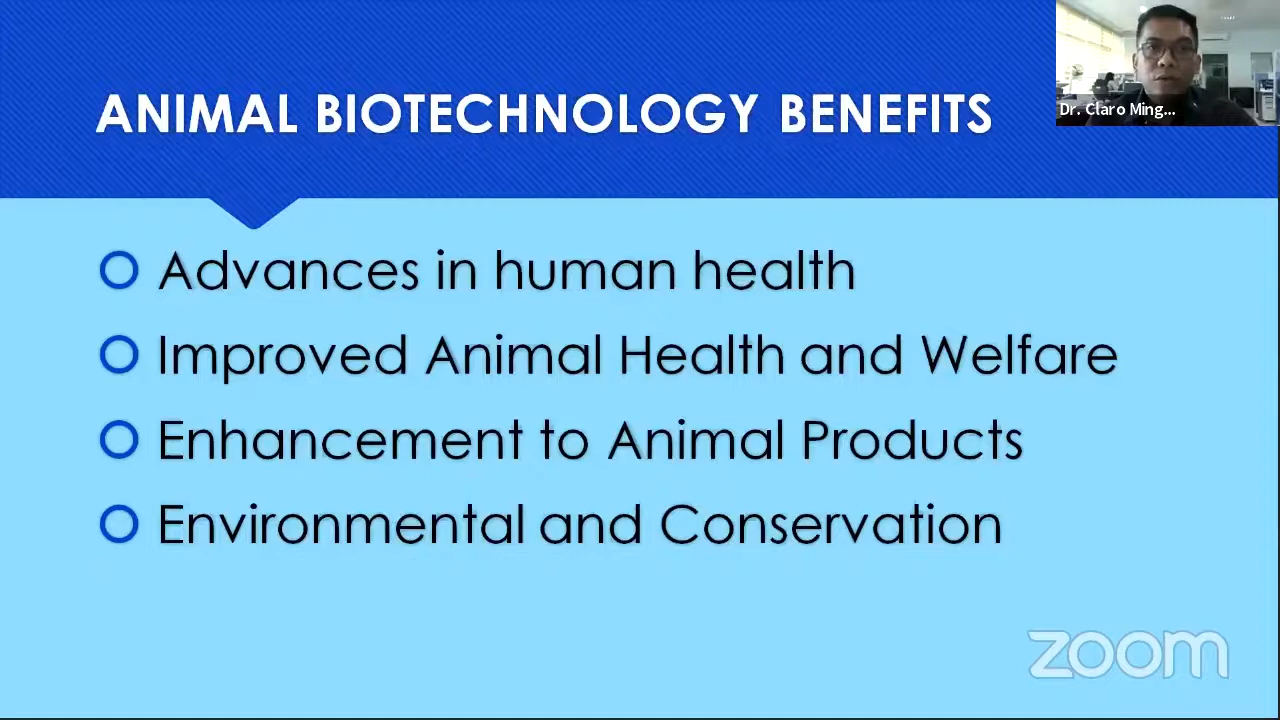 ANIMAL BIOTECHNOLOGY BENEFITS
Dr. Claro Ming...
Advances in human health
Improved Animal Health and Welfare
Enhancement to Animal Products
Environmental and Conservation
zoom